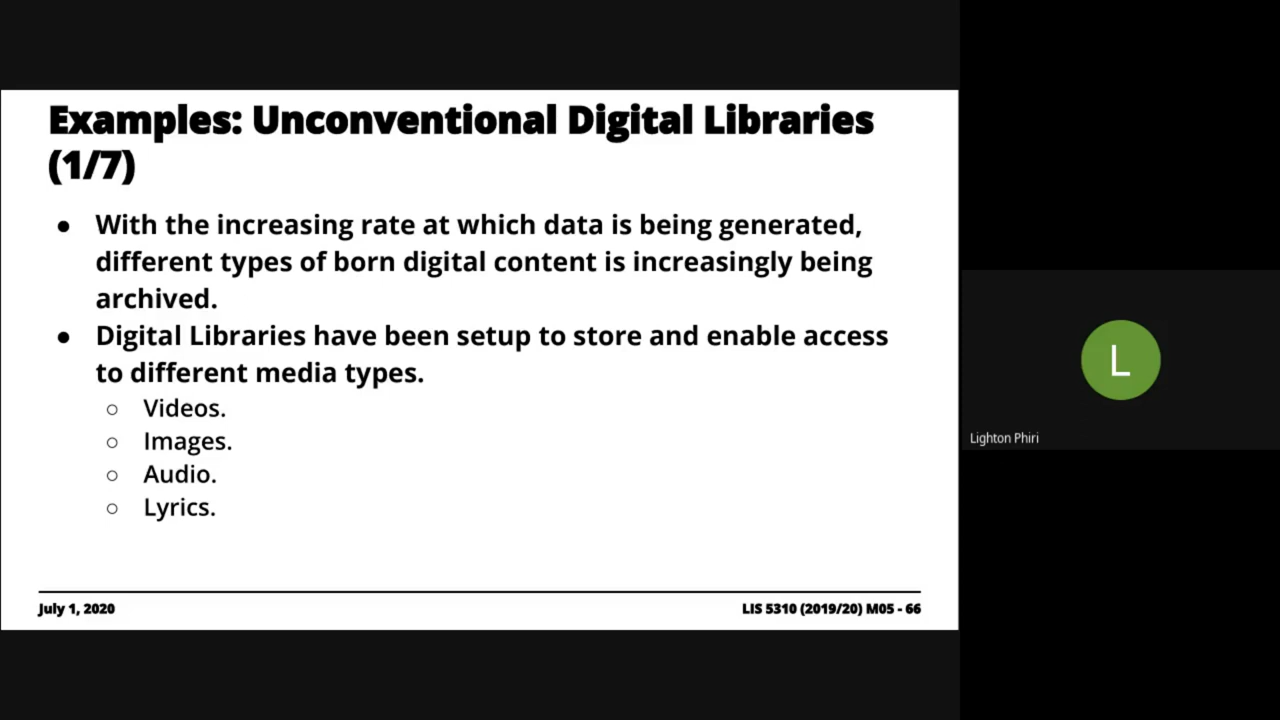 Examples: Unconventional Digital Libraries
(1/7)
● With the increasing rate at which data is being generated,
different types of born digital content is increasingly being
archived.
● Digital Libraries have been setup to store and enable access
to different media types.
○ Videos.
○ Images.
○ Audio.
○ Lyrics.
July 1, 2020
LIS 5310 (2019/20) M05 - 66
L
Lighton Phiri